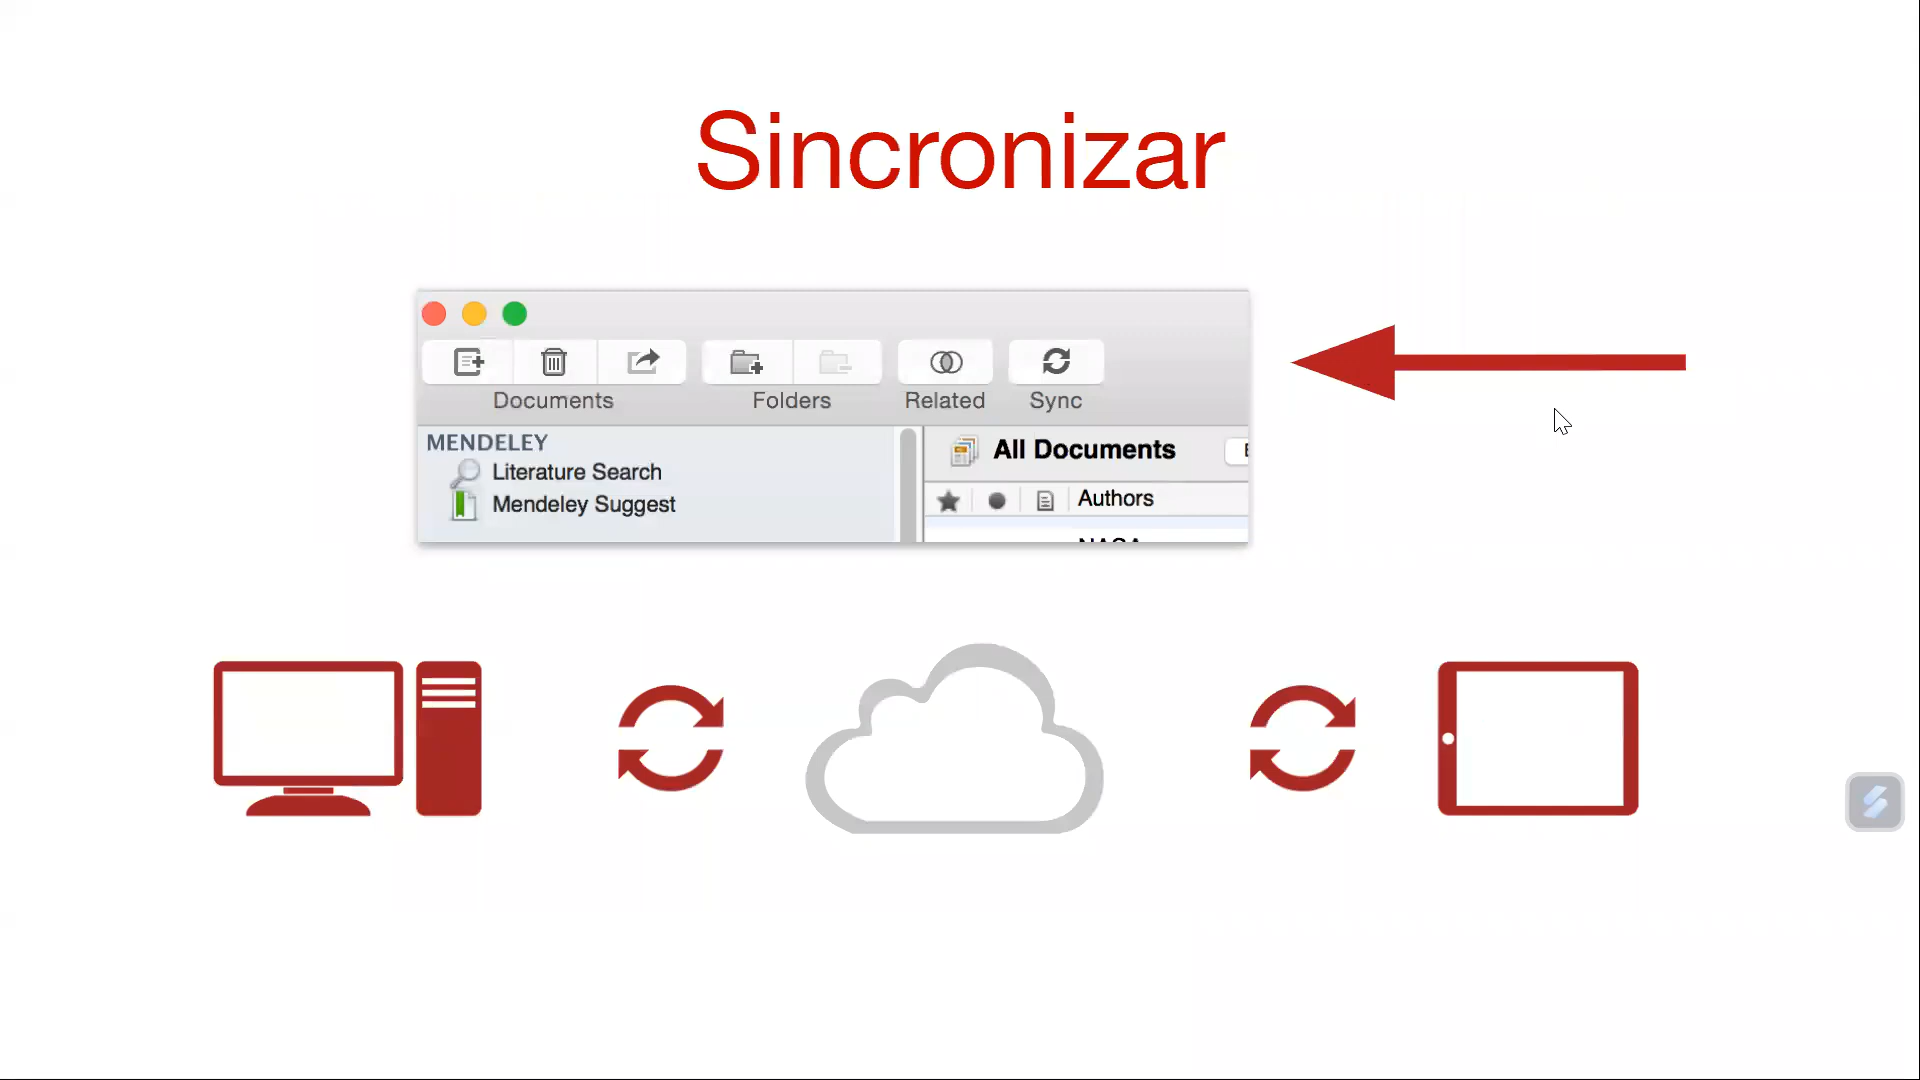 Sincronizar
Documents Folders Related Sync
MENDELEY
Literature Search
Mendeley Suggest
All Documents
Authors